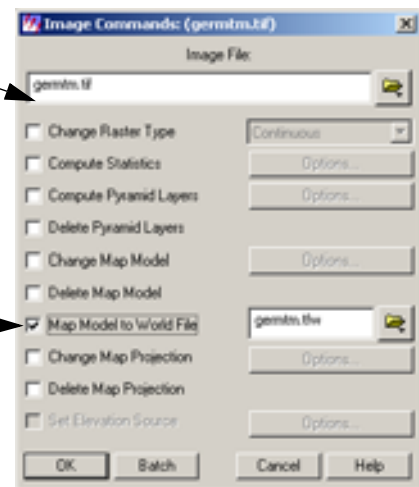 Image Commands: (germtm.tif)
Image File:
germtm.tif
Change Raster Type Continuous
Compute Statistics Options...
Compute Pyramid Layers Options...
Delete Pyramid Layers
Change Map Model Options...
Delete Map Model
Map Model to World File germtm.tfw
Change Map Projection Options...
Delete Map Projection
Set Elevation Source Options...
OK Batch Cancel Help